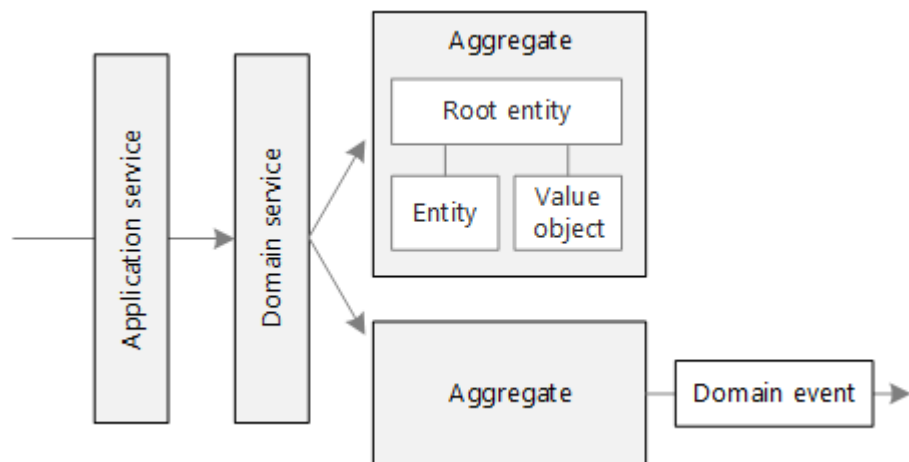 Application service
Domain service
Aggregate
Root entity
Entity
Value
object
Aggregate
Domain event